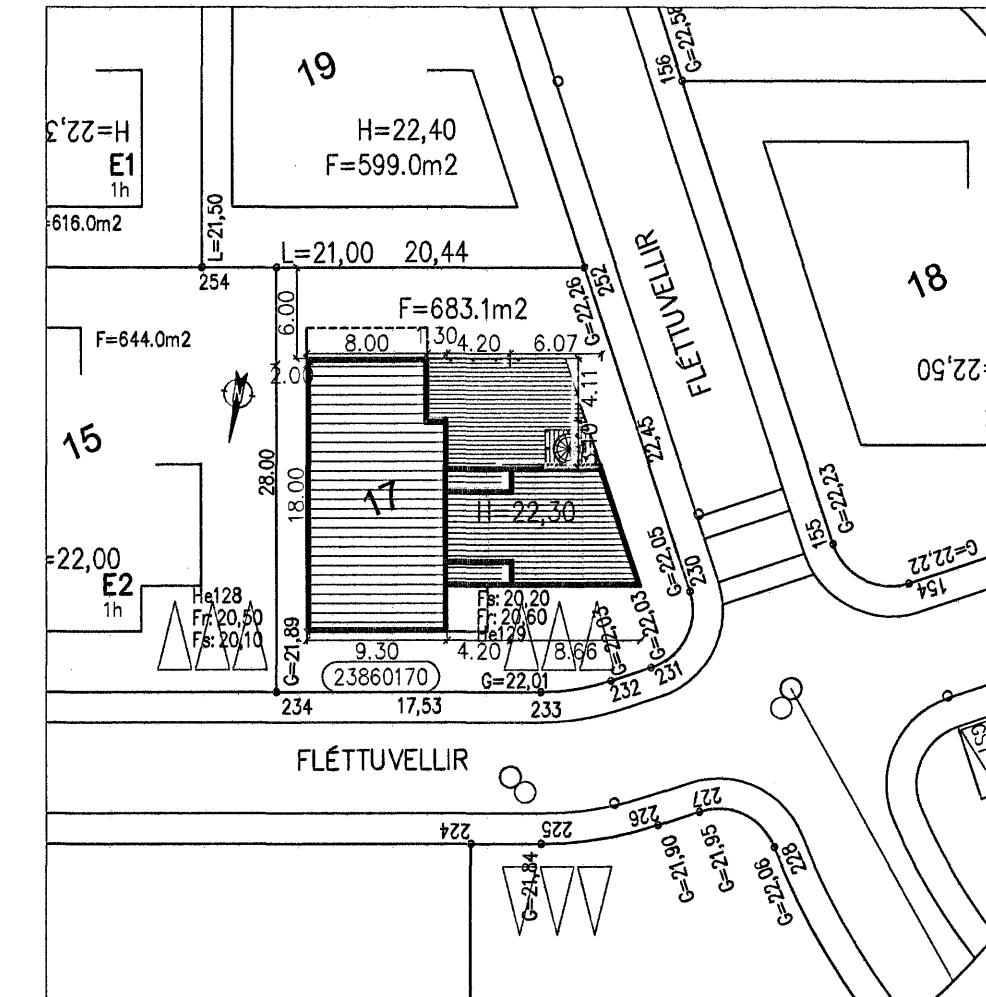 G=22,58
156
19
H=22,40
F=599.0m2
H=22,3
E1
1h
=616.0m2
L=21,50
L=21,00 20,44
254
252
G=22,26
FLÉTTUVELLIR
18
22,50
F=683.1m2
6.00
F=644.0m2
8.00
1.30
4.20
6.07
2.00
4.11
15
28.00
18.00
17
H=22,30
22,45
G=22,23
155
G=22,22
154
G=22,05
230
=22,00
E2
1h
He128
Fr: 20,50
Fs: 20,10
Fs: 20,20
Fr: 20,60
He129
G=22,03
G=22,05
231
232
G=21,89
9.30
4.20
8.66
23860170
G=22,01
234
17,53
233
FLÉTTUVELLIR
224
225
226
227
228
G=21,84
G=21,90
G=21,95
G=22,06